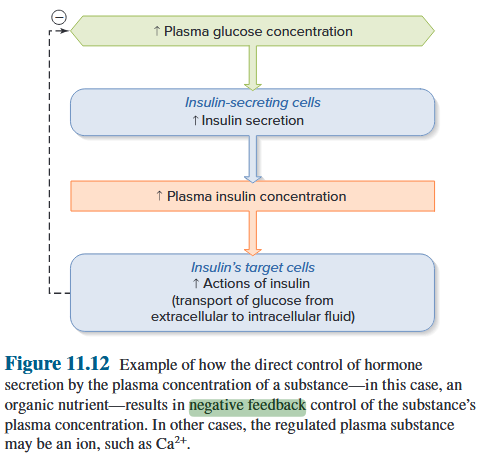 −
↑ Plasma glucose concentration
Insulin-secreting cells
↑ Insulin secretion
↑ Plasma insulin concentration
Insulin's target cells
↑ Actions of insulin
(transport of glucose from
extracellular to intracellular fluid)
Figure 11.12 Example of how the direct control of hormone
secretion by the plasma concentration of a substance—in this case, an
organic nutrient—results in negative feedback control of the substance's
plasma concentration. In other cases, the regulated plasma substance
may be an ion, such as Ca²⁺.